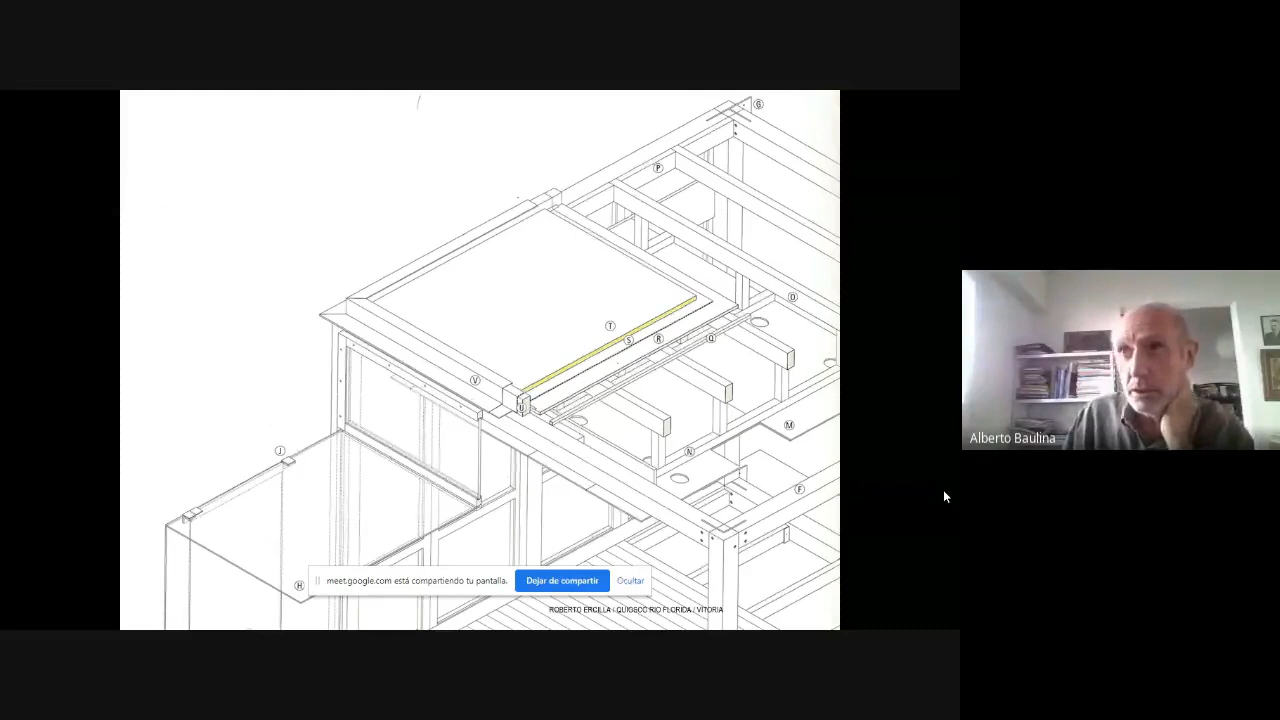 G
P
O
T
S
R
Q
V
U
M
J
N
F
H
meet.google.com está compartiendo tu pantalla. Dejar de compartir Ocultar
ROBERTO ERCILLA / QUIOSCO RIO FLORIDA / VITORIA
Alberto Baulina